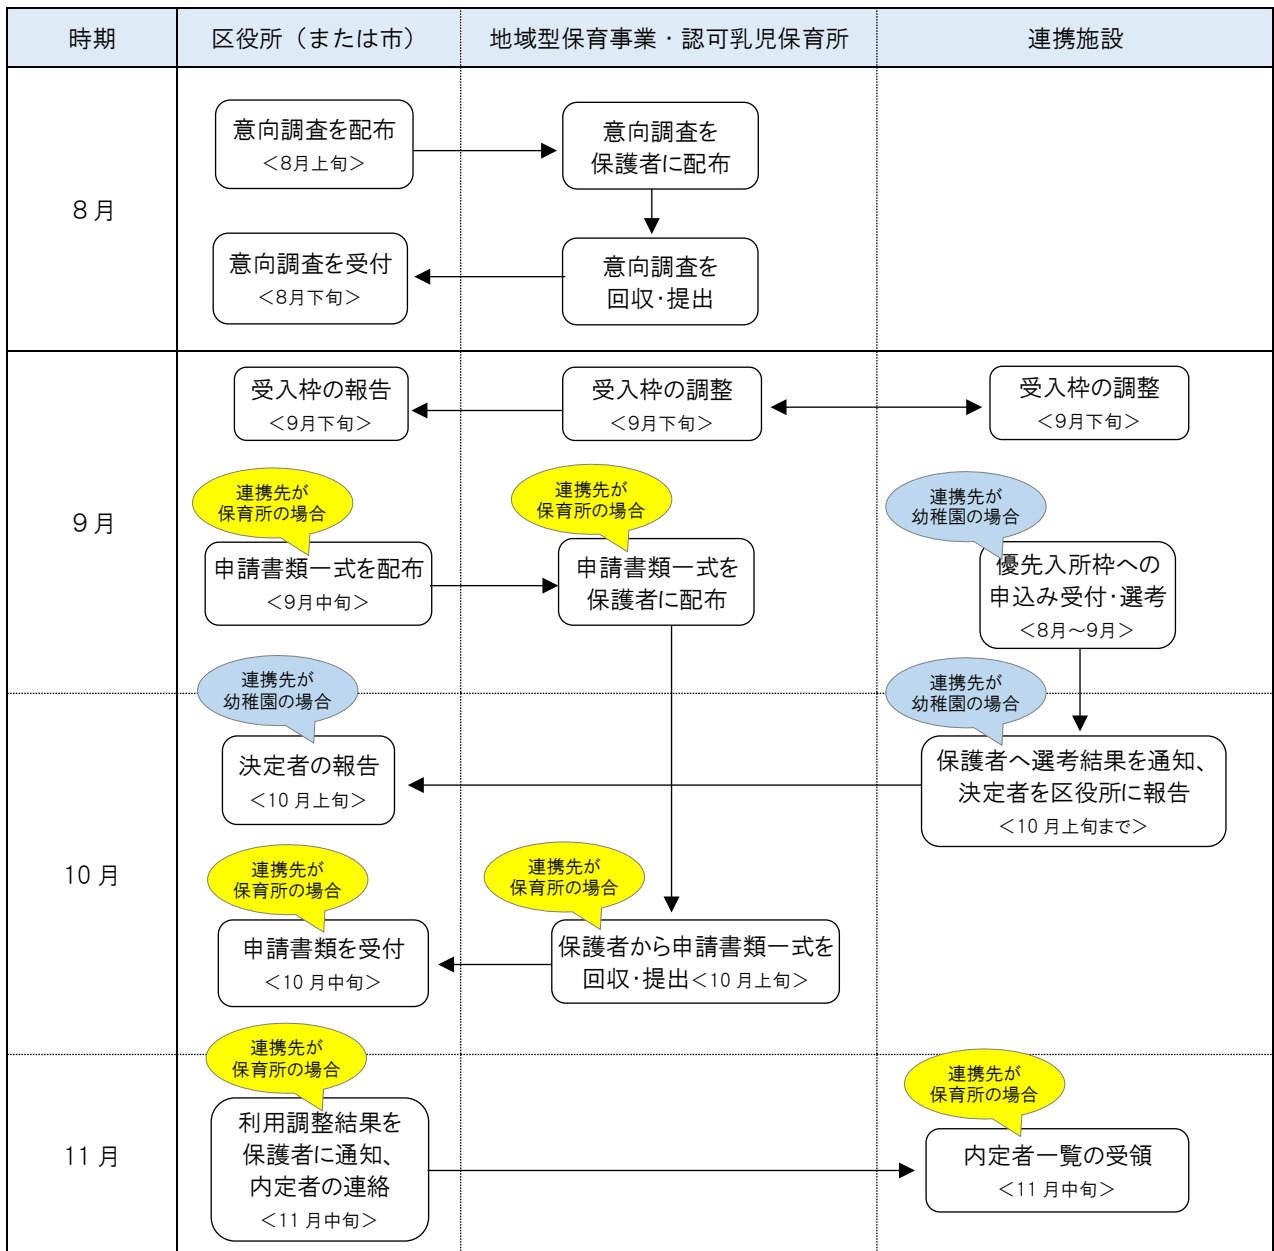 時期
区役所（または市）
地域型保育事業・認可乳児保育所
連携施設
8月
意向調査を配布
＜8月上旬＞
意向調査を
保護者に配布
意向調査を受付
＜8月下旬＞
意向調査を
回収･提出
9月
受入枠の報告
＜9月下旬＞
受入枠の調整
＜9月下旬＞
受入枠の調整
＜9月下旬＞
連携先が
保育所の場合
申請書類一式を配布
＜9月中旬＞
連携先が
保育所の場合
申請書類一式を
保護者に配布
連携先が
幼稚園の場合
優先入所枠への
申込み受付･選考
＜8月～9月＞
10月
連携先が
幼稚園の場合
決定者の報告
＜10月上旬＞
連携先が
幼稚園の場合
保護者へ選考結果を通知、
決定者を区役所に報告
＜10月上旬まで＞
連携先が
保育所の場合
申請書類を受付
＜10月中旬＞
連携先が
保育所の場合
保護者から申請書類一式を
回収･提出＜10月上旬＞
11月
連携先が
保育所の場合
利用調整結果を
保護者に通知、
内定者の連絡
＜11月中旬＞
連携先が
保育所の場合
内定者一覧の受領
＜11月中旬＞